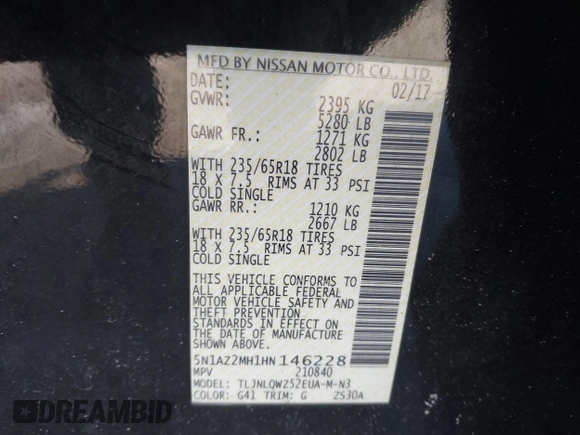 MFD BY NISSAN MOTOR CO., LTD.
DATE: 02/17
GVWR: 2395 KG
5280 LB
GAWR FR.: 1271 KG
2802 LB
WITH 235/65R18 TIRES
18 X 7.5 RIMS AT 33 PSI
COLD SINGLE
GAWR RR.: 1210 KG
2667 LB
WITH 235/65R18 TIRES
18 X 7.5 RIMS AT 33 PSI
COLD SINGLE
THIS VEHICLE CONFORMS TO
ALL APPLICABLE FEDERAL
MOTOR VEHICLE SAFETY AND
THEFT PREVENTION
STANDARDS IN EFFECT ON
THE DATE OF MANUFACTURE
SHOWN ABOVE.
5N1AZ2MH1HN 146228
MPV 210840
MODEL: TLJNLQWZ52EUA-M-N3
COLOR: G41 TRIM: G 2S30A
AUTOBIDCAR